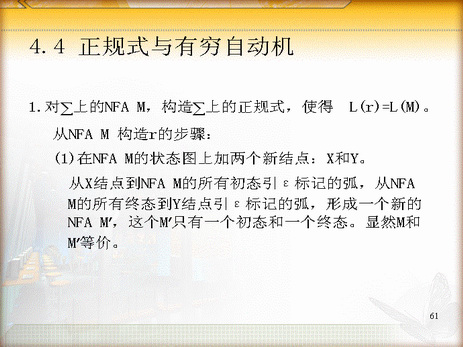 4.4 正规式与有穷自动机
1.对∑上的NFA M，构造∑上的正规式，使得 L(r)=L(M)。
从NFA M 构造r的步骤：
(1)在NFA M的状态图上加两个新结点：X和Y。
从X结点到NFA M的所有初态引ε标记的弧，从NFA
M的所有终态到Y结点引ε标记的弧，形成一个新的
NFA M′，这个M′只有一个初态和一个终态。显然M和
M′等价。
61